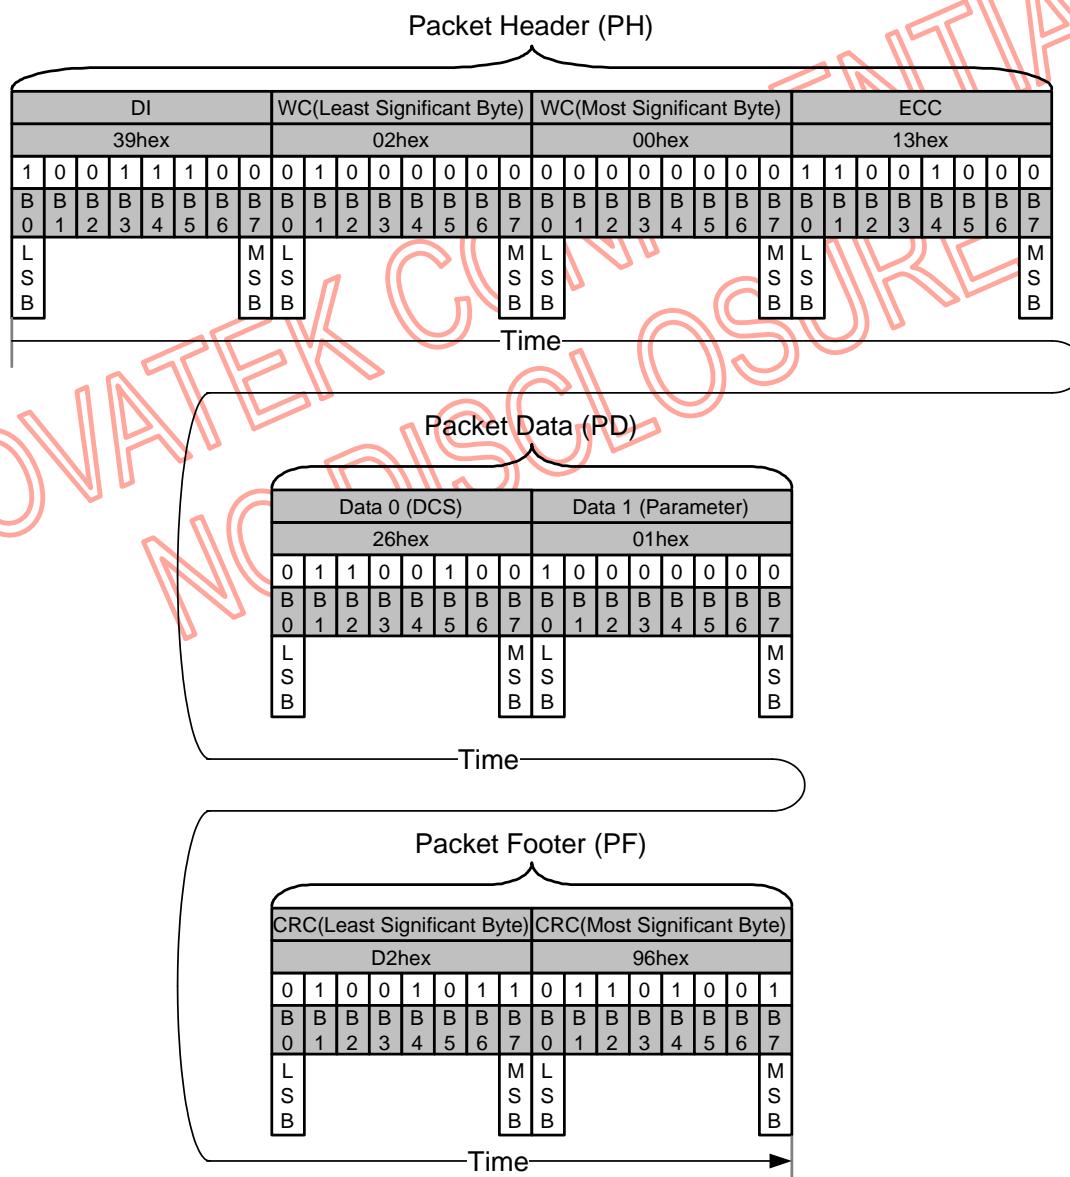 Packet Header (PH)
DI WC(Least Significant Byte) WC(Most Significant Byte) ECC
39hex 02hex 00hex 13hex
1 0 0 1 1 1 0 0 0 1 0 0 0 0 0 0 0 0 0 0 0 0 0 0 1 1 0 0 1 0 0 0
B B B B B B B B B B B B B B B B B B B B B B B B B B B B B B B B
0 1 2 3 4 5 6 7 0 1 2 3 4 5 6 7 0 1 2 3 4 5 6 7 0 1 2 3 4 5 6 7
L M L M L M L M
S S S S S S S S
B B B B B B B B
Time
Packet Data (PD)
Data 0 (DCS) Data 1 (Parameter)
26hex 01hex
0 1 1 0 0 1 0 0 1 0 0 0 0 0 0 0
B B B B B B B B B B B B B B B B
0 1 2 3 4 5 6 7 0 1 2 3 4 5 6 7
L M L M
S S S S
B B B B
Time
Packet Footer (PF)
CRC(Least Significant Byte) CRC(Most Significant Byte)
D2hex 96hex
0 1 0 0 1 0 1 1 0 1 1 0 1 0 0 1
B B B B B B B B B B B B B B B B
0 1 2 3 4 5 6 7 0 1 2 3 4 5 6 7
L M L M
S S S S
B B B B
Time
NO DISCLOSURE